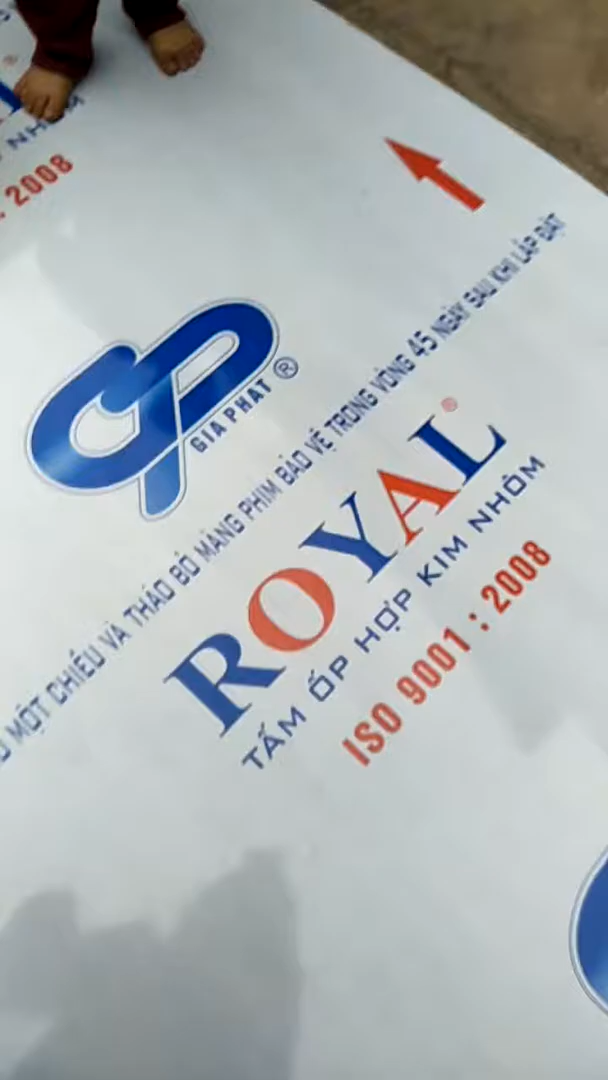 NHÔM
: 2008
GIA PHAT ®
MỘT CHIỀU VÀ THÁO BỎ MÀNG PHIM BẢO VỆ TRONG VÒNG 45 NGÀY SAU KHI LẮP ĐẶT
ROYAL ®
TẤM ỐP HỢP KIM NHÔM
ISO 9001 : 2008